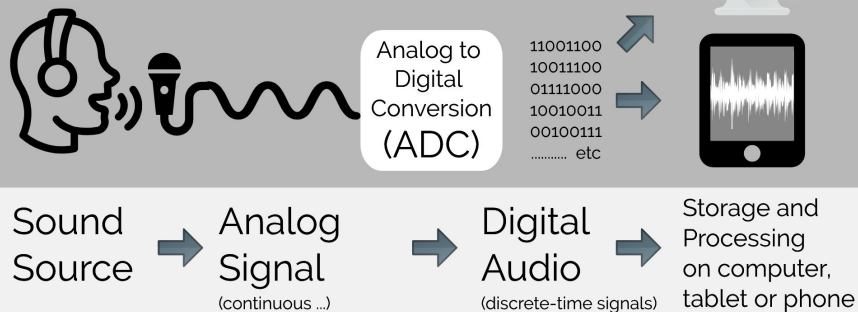 Analog to
Digital
Conversion
(ADC)
11001100
10011100
01111000
10010011
00100111
........... etc
Sound
Source
Analog
Signal
(continuous ...)
Digital
Audio
(discrete-time signals)
Storage and
Processing
on computer,
tablet or phone